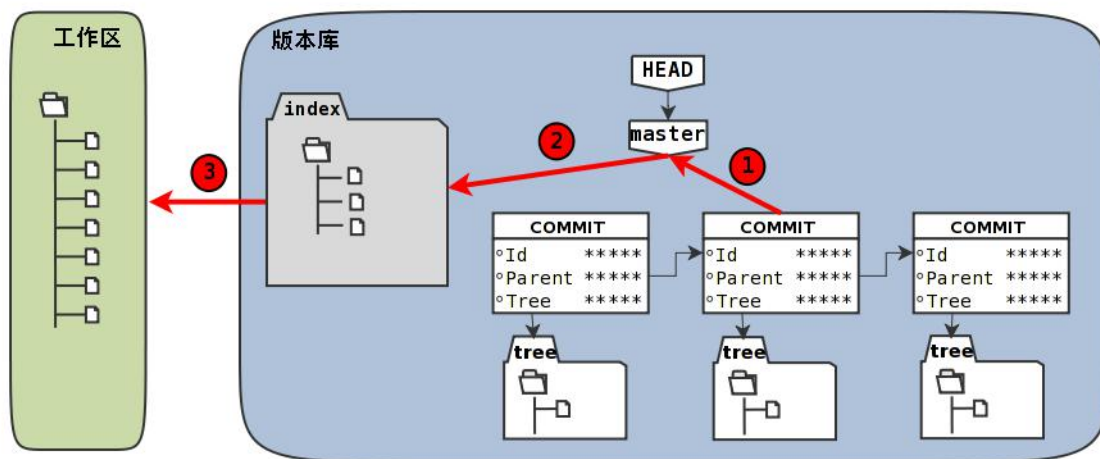 工作区
版本库
HEAD
index
master
1
2
3
COMMIT
Id *****
Parent *****
Tree *****
COMMIT
Id *****
Parent *****
Tree *****
COMMIT
Id *****
Parent *****
Tree *****
tree
tree
tree